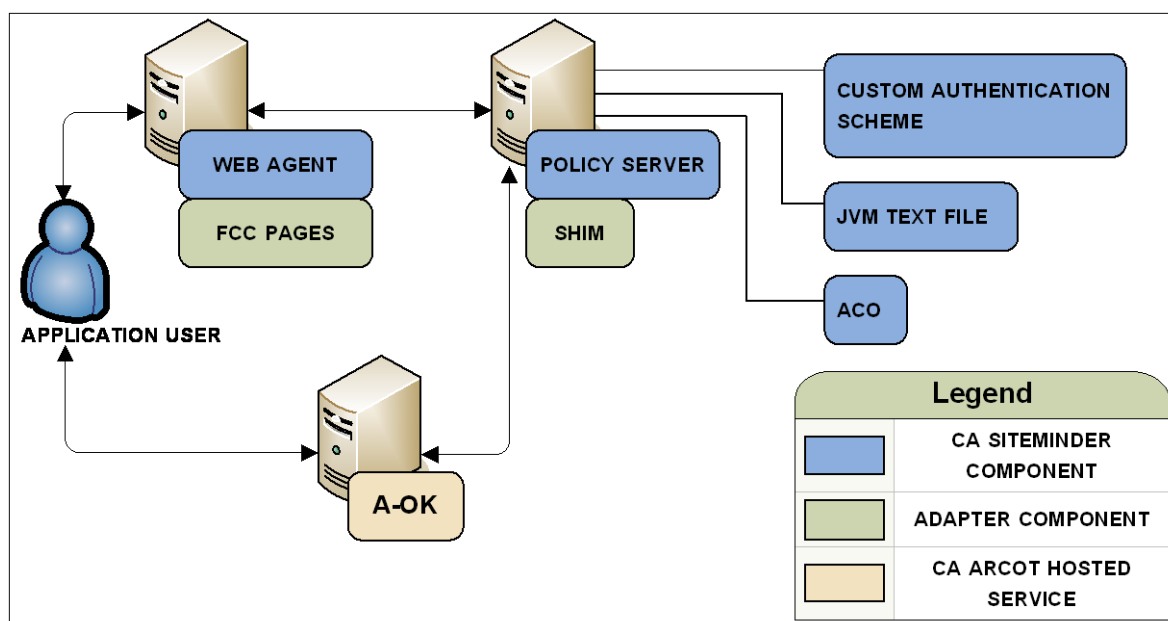 CUSTOM AUTHENTICATION
SCHEME
WEB AGENT
POLICY SERVER
FCC PAGES
SHIM
JVM TEXT FILE
ACO
APPLICATION USER
A-OK
Legend
CA SITEMINDER
COMPONENT
ADAPTER COMPONENT
CA ARCOT HOSTED
SERVICE